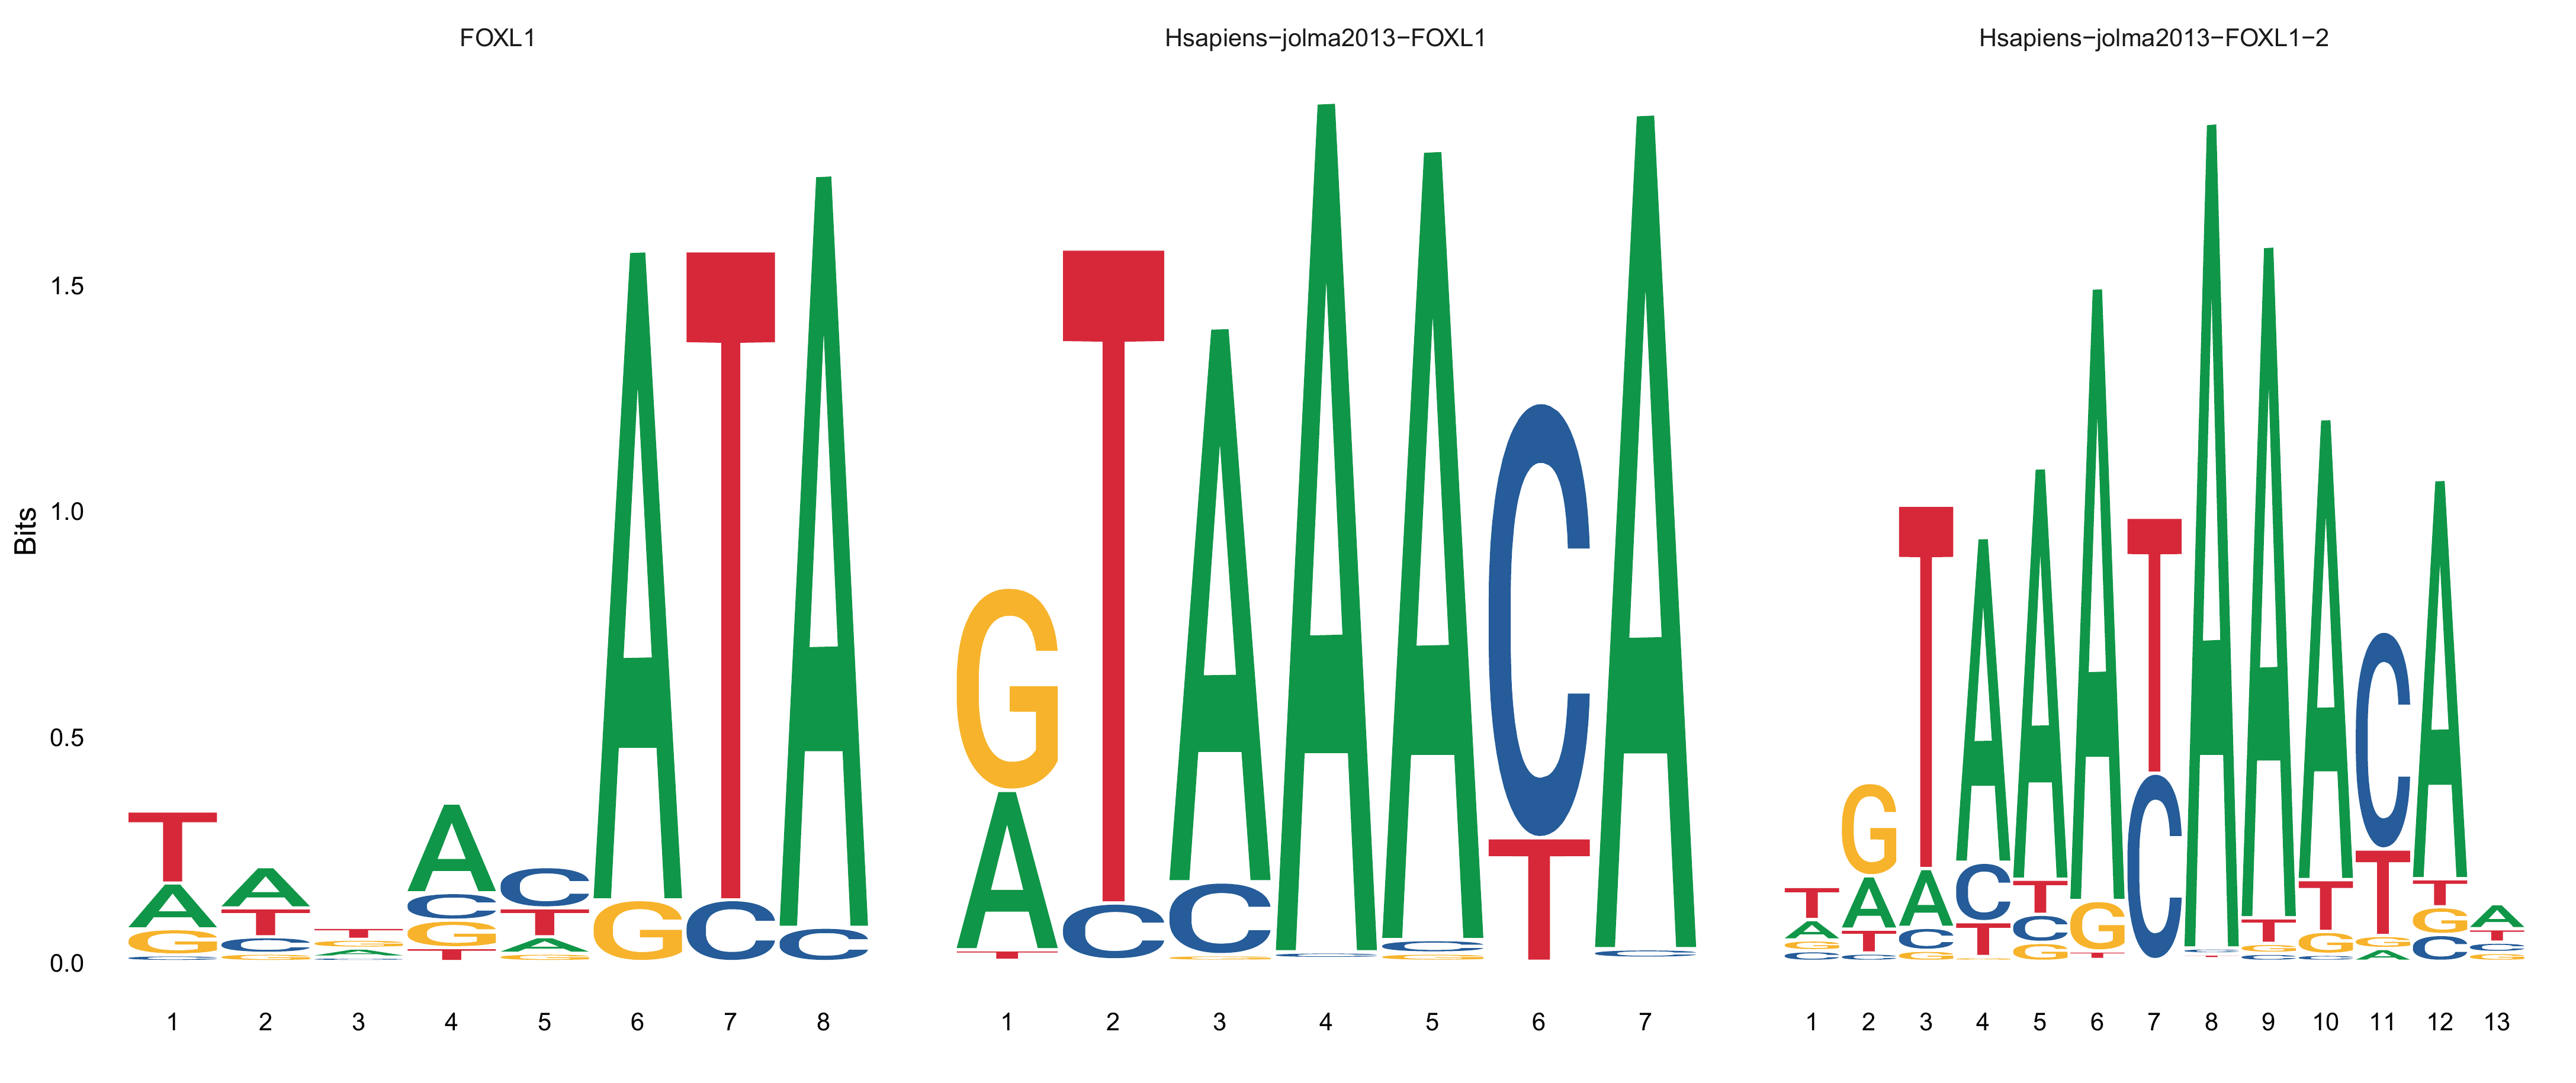 FOXL1 Hsapiens−jolma2013−FOXL1 Hsapiens−jolma2013−FOXL1−2
Bits
1.5
1.0
0.5
0.0
T A G C
A T C G
T G A C
A C G T
C T A G
A G
T C
A C
G A T
T C
A C G
A C
A C G
C T
A C
T A G C
G A T C
T A C G
A C T G
A T C G
A G T
T C
A C T
A T G C
A T G C
C T G A
A T G C
A T C G
1 2 3 4 5 6 7 8 1 2 3 4 5 6 7 1 2 3 4 5 6 7 8 9 10 11 12 13